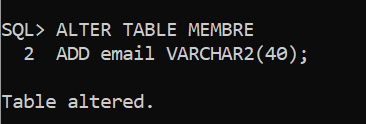 SQL> ALTER TABLE MEMBRE
2 ADD email VARCHAR2(40);
Table altered.